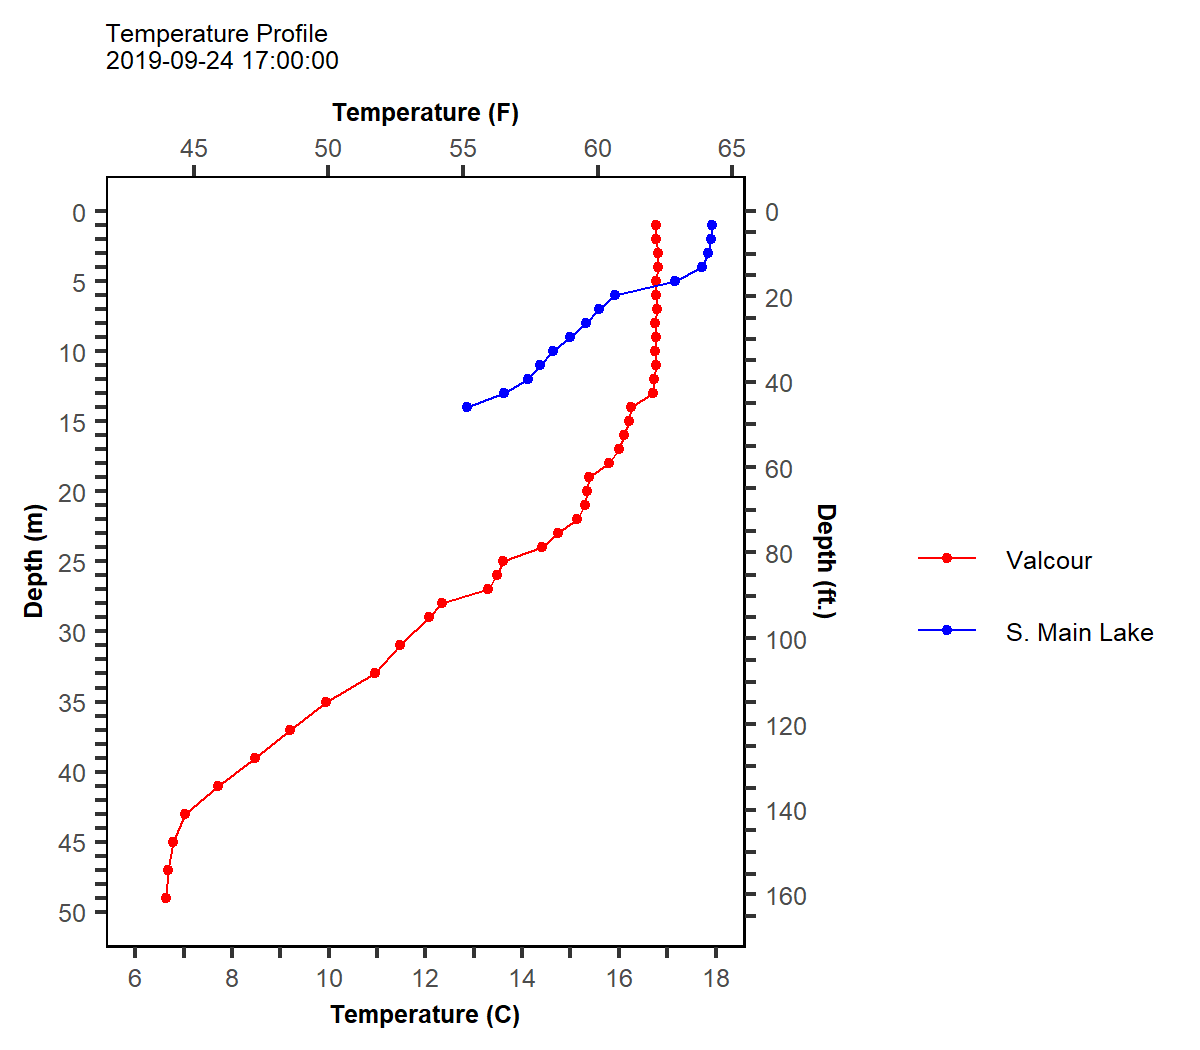 Temperature Profile
2019-09-24 17:00:00
Temperature (F)
45 50 55 60 65
0 0
5
20
10
40
15
60
20
Depth (m)
Depth (ft.)
80
25
Valcour
30
100
S. Main Lake
35
120
40
140
45
160
50
6 8 10 12 14 16 18
Temperature (C)